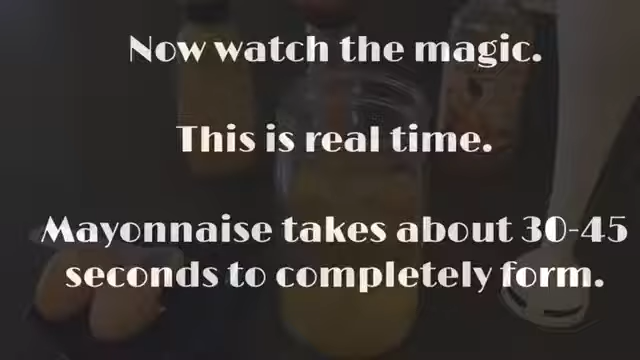 Now watch the magic.
This is real time.
Mayonnaise takes about 30-45
seconds to completely form.